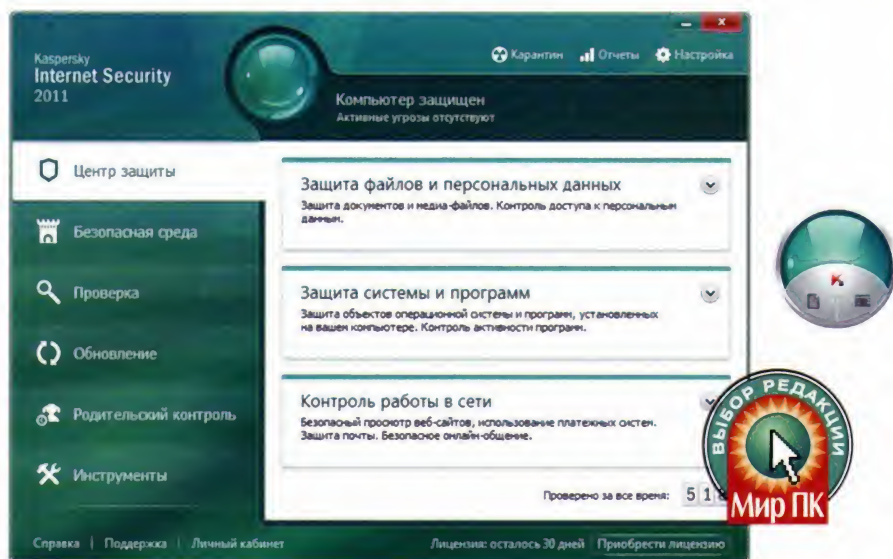 Kaspersky
Internet Security
2011
Карантин Отчеты Настройка
Компьютер защищен
Активные угрозы отсутствуют
Центр защиты
Безопасная среда
Проверка
Обновление
Родительский контроль
Инструменты
Защита файлов и персональных данных
Защита документов и медиа-файлов. Контроль доступа к персональным
данным.
Защита системы и программ
Защита объектов операционной системы и программ, установленных
на вашем компьютере. Контроль активности программ.
Контроль работы в сети
Безопасный просмотр веб-сайтов, использование платежных систем.
Защита почты. Безопасное онлайн-общение.
Проверено за все время: 5 1
Справка | Поддержка | Личный кабинет
Лицензия: осталось 30 дней Приобрести лицензию
ВЫБОР РЕДАКЦИИ
Мир ПК